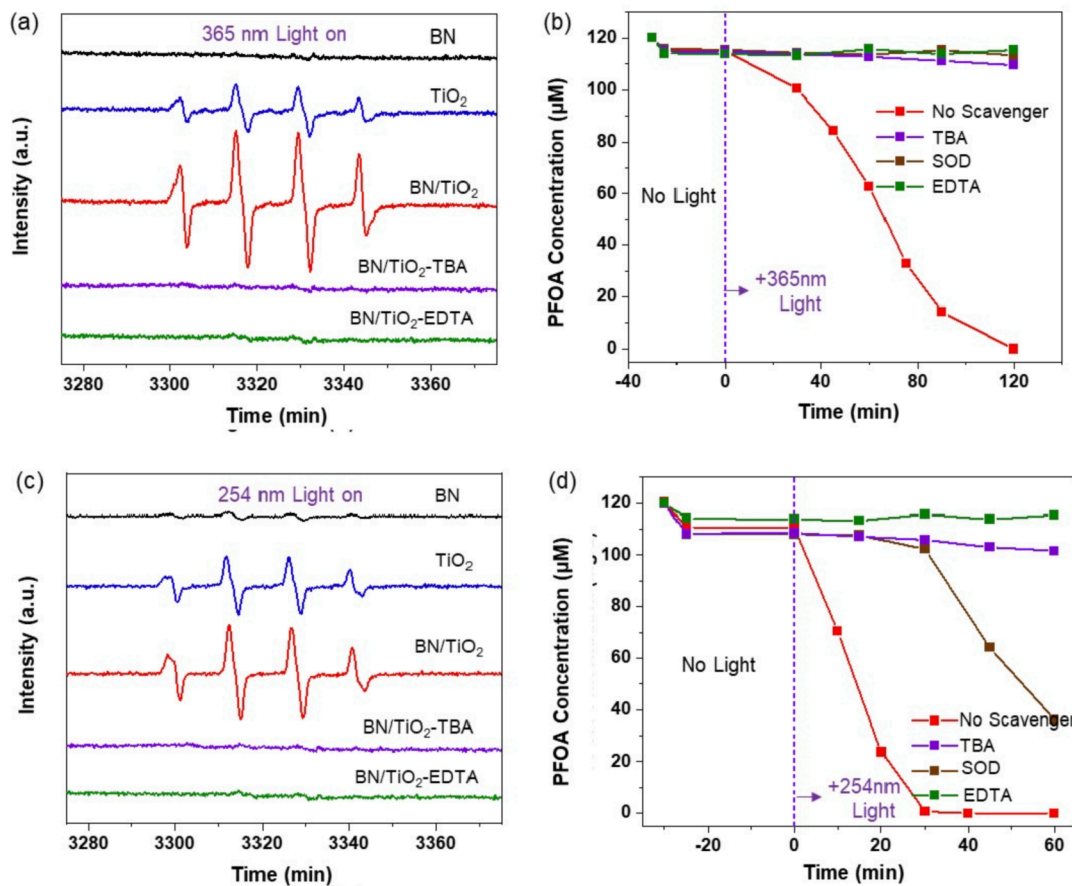 (a)
365 nm Light on
BN
TiO₂
BN/TiO₂
BN/TiO₂-TBA
BN/TiO₂-EDTA
Intensity (a.u.)
3280 3300 3320 3340 3360
Time (min)
(b)
120
100
80
60
40
20
0
PFOA Concentration (µM)
No Scavenger
TBA
SOD
EDTA
No Light
+365nm
Light
-40 0 40 80 120
Time (min)
(c)
254 nm Light on
BN
TiO₂
BN/TiO₂
BN/TiO₂-TBA
BN/TiO₂-EDTA
Intensity (a.u.)
3280 3300 3320 3340 3360
Time (min)
(d)
120
100
80
60
40
20
0
PFOA Concentration (µM)
No Light
No Scavenger
TBA
SOD
EDTA
+254nm
Light
-20 0 20 40 60
Time (min)